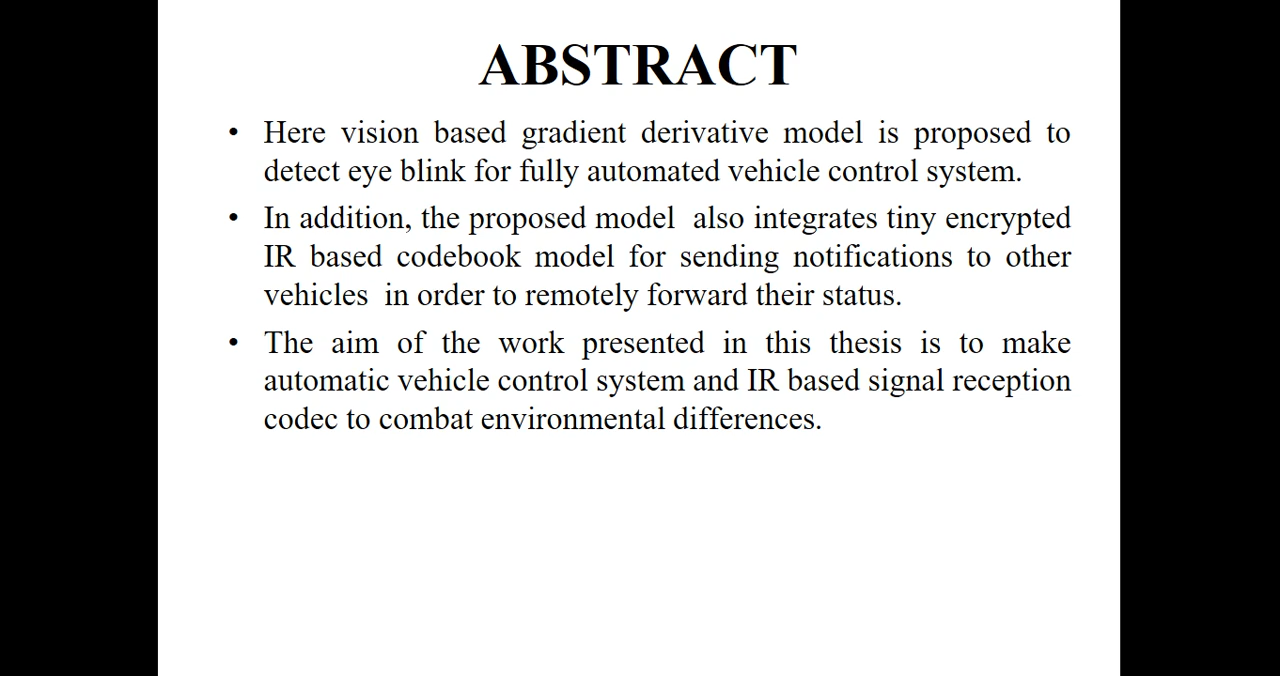 ABSTRACT
• Here vision based gradient derivative model is proposed to
detect eye blink for fully automated vehicle control system.
• In addition, the proposed model also integrates tiny encrypted
IR based codebook model for sending notifications to other
vehicles in order to remotely forward their status.
• The aim of the work presented in this thesis is to make
automatic vehicle control system and IR based signal reception
codec to combat environmental differences.